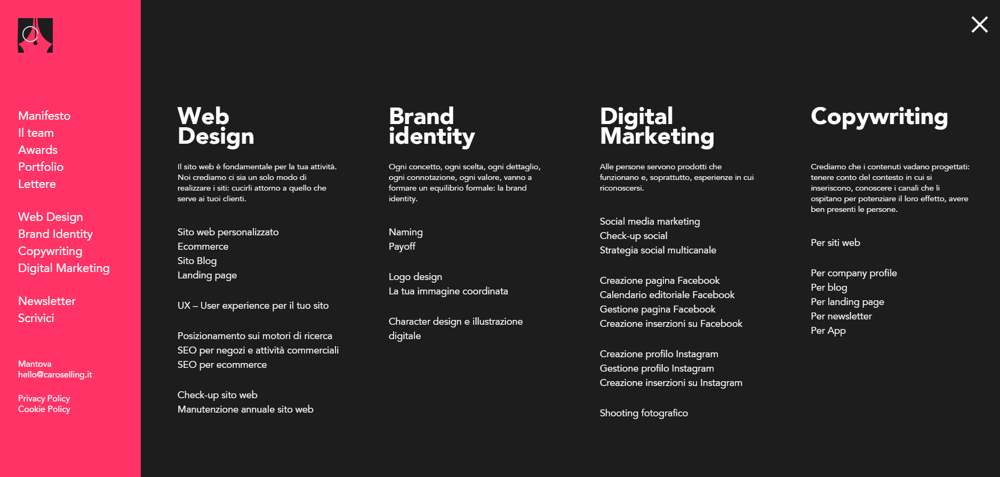 Manifesto
Il team
Awards
Portfolio
Lettere
Web Design
Brand Identity
Copywriting
Digital Marketing
Newsletter
Scrivici
Mantova
hello@caroselling.it
Privacy Policy
Cookie Policy
Web
Design
Il sito web è fondamentale per la tua attività.
Noi crediamo ci sia un solo modo di
realizzare i siti: cucirli attorno a quello che
serve ai tuoi clienti.
Sito web personalizzato
Ecommerce
Sito Blog
Landing page
UX – User experience per il tuo sito
Posizionamento sui motori di ricerca
SEO per negozi e attività commerciali
SEO per ecommerce
Check-up sito web
Manutenzione annuale sito web
Brand
identity
Ogni concetto, ogni scelta, ogni dettaglio,
ogni connotazione, ogni valore, vanno a
formare un equilibrio formale: la brand
identity.
Naming
Payoff
Logo design
La tua immagine coordinata
Character design e illustrazione
digitale
Digital
Marketing
Alle persone servono prodotti che
funzionano e, soprattutto, esperienze in cui
riconoscersi.
Social media marketing
Check-up social
Strategia social multicanale
Creazione pagina Facebook
Calendario editoriale Facebook
Gestione pagina Facebook
Creazione inserzioni su Facebook
Creazione profilo Instagram
Gestione profilo Instagram
Creazione inserzioni su Instagram
Shooting fotografico
Copywriting
Crediamo che i contenuti vadano progettati:
tenere conto del contesto in cui si
inseriscono, conoscere i canali che li
ospitano per potenziare il loro effetto, avere
ben presenti le persone.
Per siti web
Per company profile
Per blog
Per landing page
Per newsletter
Per App